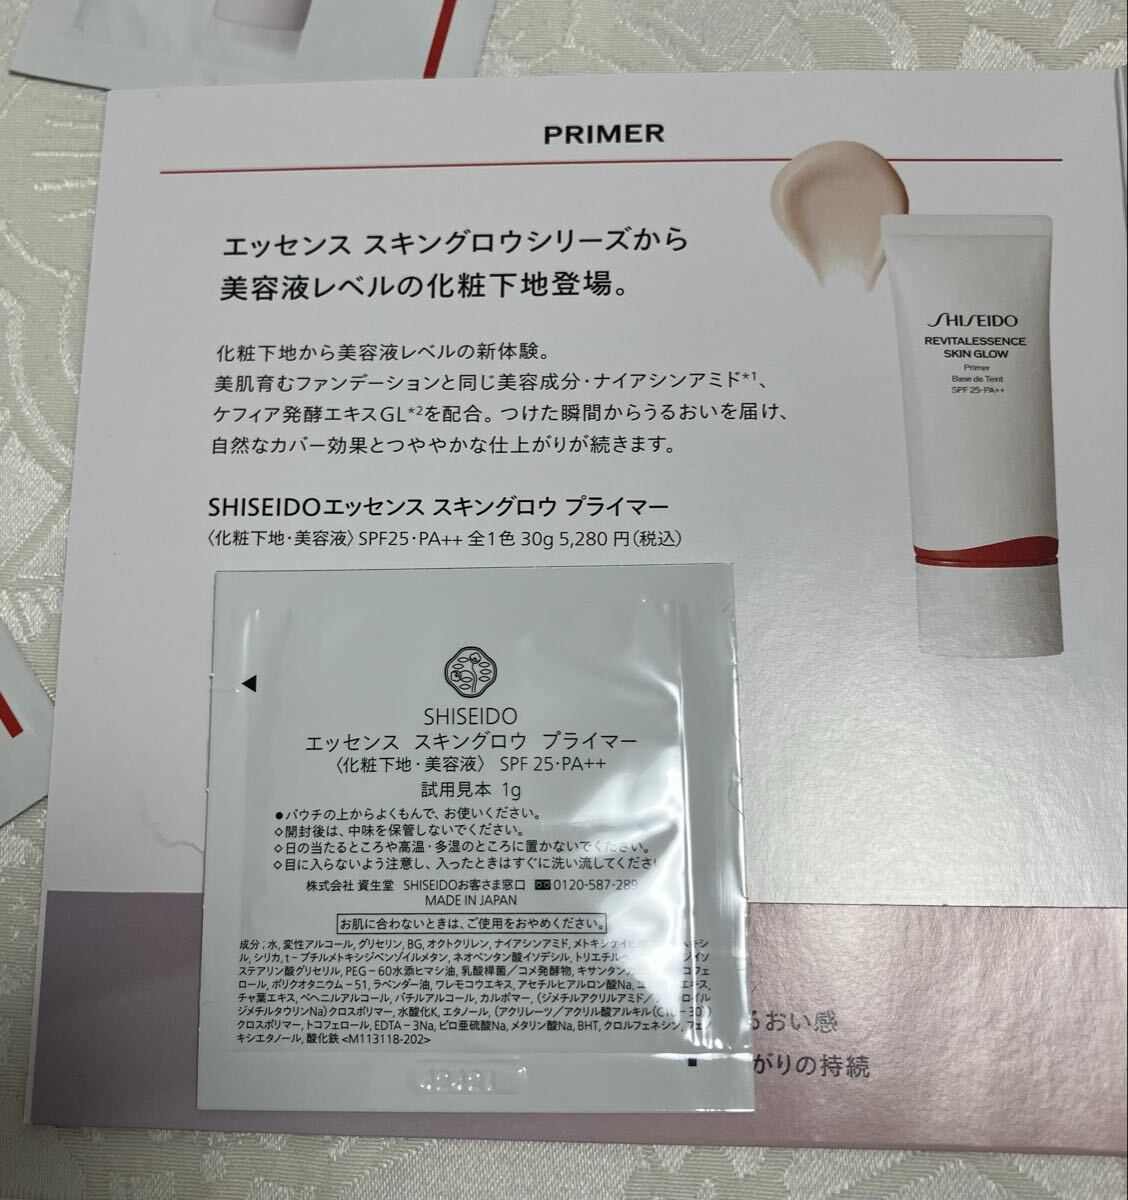 PRIMER
エッセンス スキングロウシリーズから
美容液レベルの化粧下地登場。
化粧下地から美容液レベルの新体験。
美肌育むファンデーションと同じ美容成分・ナイアシンアミド*1、
ケフィア発酵エキスGL*2を配合。つけた瞬間からうるおいを届け、
自然なカバー効果とつややかな仕上がりが続きます。
SHISEIDOエッセンス スキングロウ プライマー
〈化粧下地・美容液〉SPF25・PA++ 全1色 30g 5,280円(税込)
SHISEIDO
REVITALESSENCE
SKIN GLOW
Primer
Base de Teint
SPF 25・PA++
SHISEIDO
エッセンス スキングロウ プライマー
〈化粧下地・美容液〉 SPF 25・PA++
試用見本 1g
●パウチの上からよくもんで、お使いください。
◇開封後は、中味を保管しないでください。
◇日の当たるところや高温・多湿のところに置かないでください。
◇目に入らないよう注意し、入ったときはすぐに洗い流してくださ
株式会社 資生堂 SHISEIDOお客さま窓口 0120-587-289
MADE IN JAPAN
お肌に合わないときは、ご使用をおやめください。
成分：水, 変性アルコール, グリセリン, BG, オクトクリレン, ナイアシンアミド, メトキシケイヒ
ル, シリカ, t－ブチルメトキシジベンゾイルメタン, ネオペンタン酸イソデシル, トリエチルヘ
ステアリン酸グリセリル, PEG－60水添ヒマシ油, 乳酸桿菌／コメ発酵物, キサンタンガ
ロール, ポリクオタニウム－51, ラベンダー油, ワレモコウエキス, アセチルヒアルロン酸Na, エキス,
チャ葉エキス, ベヘニルアルコール, バチルアルコール, カルボマー, (ジメチルアクリルアミド／ロイル
ジメチルタウリンNa)クロスポリマー, 水酸化K, エタノール, (アクリレーツ／アクリル酸アルキル(C10－30))
クロスポリマー, トコフェロール, EDTA－3Na, ピロ亜硫酸Na, メタリン酸Na, BHT, クロルフェネシン, フェノ
キシエタノール, 酸化鉄 <M113118-202>
るおい感
がりの持続